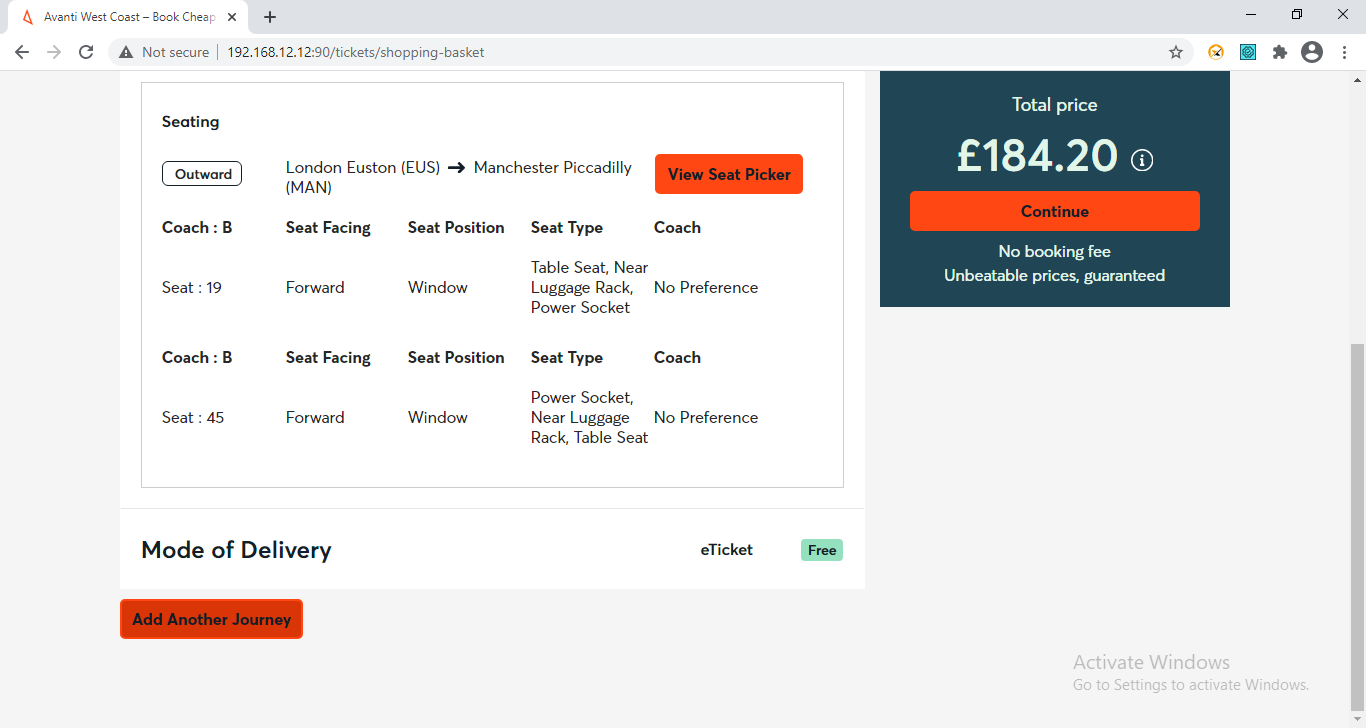 Avanti West Coast – Book Cheap
Not secure
192.168.12.12:90/tickets/shopping-basket
Seating
Outward
London Euston (EUS) → Manchester Piccadilly
(MAN)
View Seat Picker
Coach : B Seat Facing Seat Position Seat Type Coach
Table Seat, Near
Seat : 19 Forward Window Luggage Rack, No Preference
Power Socket
Coach : B Seat Facing Seat Position Seat Type Coach
Power Socket,
Seat : 45 Forward Window Near Luggage No Preference
Rack, Table Seat
Mode of Delivery eTicket Free
Add Another Journey
Total price
£184.20
Continue
No booking fee
Unbeatable prices, guaranteed
Activate Windows
Go to Settings to activate Windows.